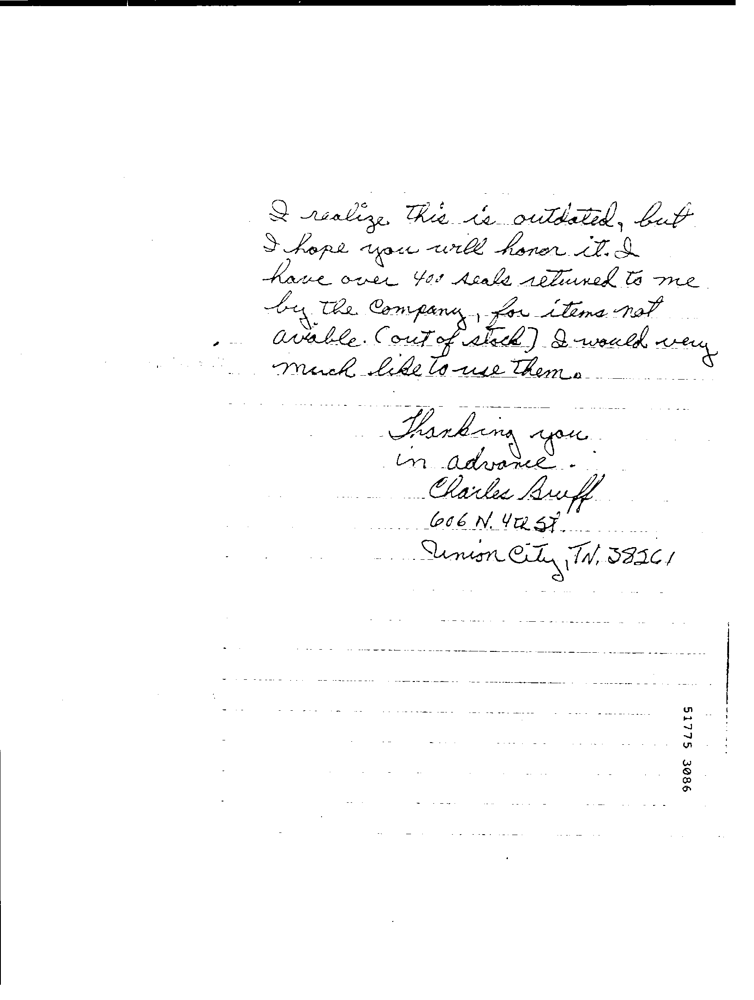 I realize this is outdated, but
I hope you will honor it. I
have over 400 seals returned to me
by the Company, for items not
aviable. (out of stock) I would very
much like to use them.
Thanking you
in advance.
Charles Bruff
606 N. 4th St.
Union City, TN. 38261
51775 3086